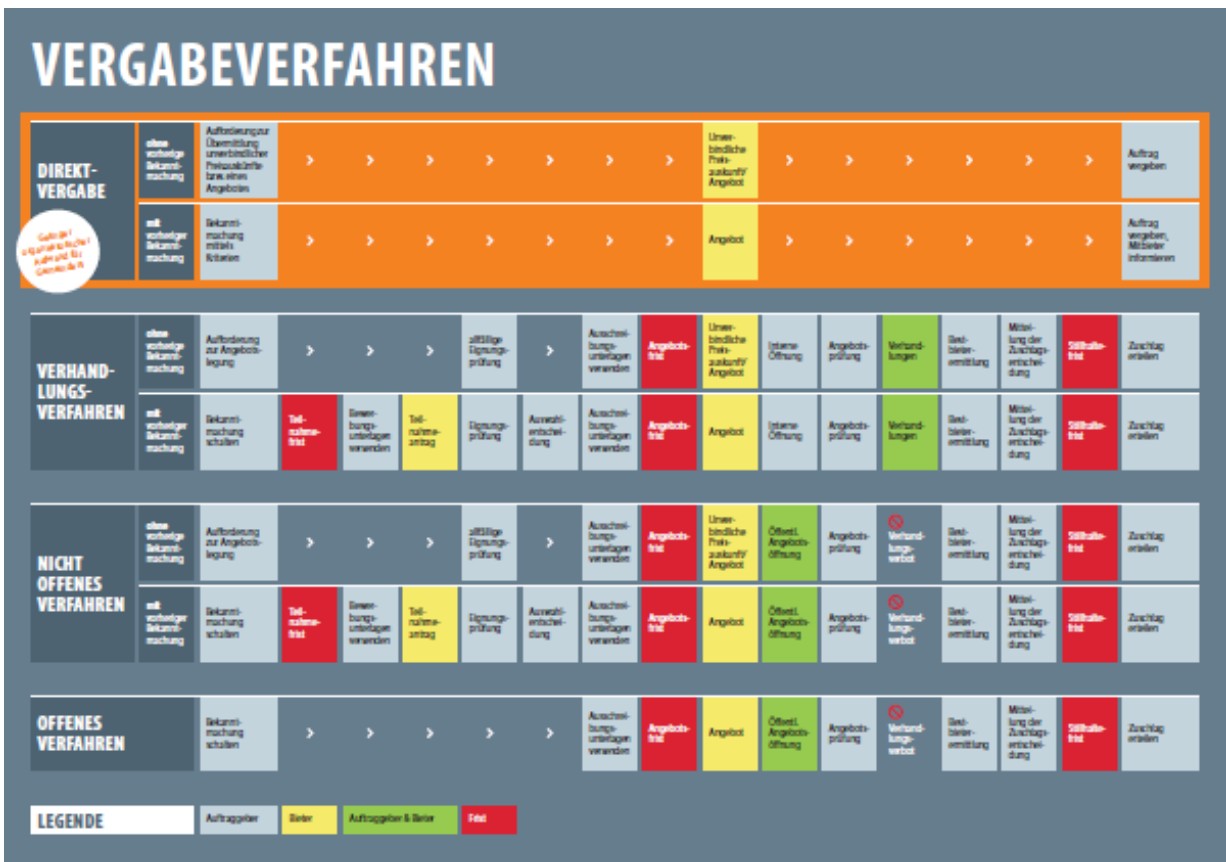 VERGABEVERFAHREN
DIREKT-
VERGABE
ohne
vorherige
Bekannt-
machung
Aufforderung zur
Übermittlung
unverbindlicher
Preisauskünfte
bzw. eines
Angebotes
Unver-
bindliche
Preis-
auskunft/
Angebot
Auftrag
vergeben
mit
vorheriger
Bekannt-
machung
Bekannt-
machung
mittels
Kriterien
Angebot
Auftrag
vergeben,
Mitbieter
informieren
VERHAND-
LUNGS-
VERFAHREN
ohne
vorherige
Bekannt-
machung
Aufforderung
zur Angebots-
legung
allfällige
Eignungs-
prüfung
Ausschrei-
bungs-
unterlagen
versenden
Angebots-
frist
Unver-
bindliche
Preis-
auskunft/
Angebot
Interne
Öffnung
Angebots-
prüfung
Verhand-
lungen
Best-
bieter-
ermittlung
Mittei-
lung der
Zuschlags-
entschei-
dung
Stillhalte-
frist
Zuschlag
erteilen
mit
vorheriger
Bekannt-
machung
Bekannt-
machung
schalten
Teil-
nahme-
frist
Bewer-
bungs-
unterlagen
versenden
Teil-
nahme-
antrag
Eignungs-
prüfung
Auswahl-
entschei-
dung
Ausschrei-
bungs-
unterlagen
versenden
Angebots-
frist
Angebot
Interne
Öffnung
Angebots-
prüfung
Verhand-
lungen
Best-
bieter-
ermittlung
Mittei-
lung der
Zuschlags-
entschei-
dung
Stillhalte-
frist
Zuschlag
erteilen
NICHT
OFFENES
VERFAHREN
ohne
vorherige
Bekannt-
machung
Aufforderung
zur Angebots-
legung
allfällige
Eignungs-
prüfung
Ausschrei-
bungs-
unterlagen
versenden
Angebots-
frist
Unver-
bindliche
Preis-
auskunft/
Angebot
Öffentl.
Angebots-
öffnung
Angebots-
prüfung
Verhand-
lungs-
verbot
Best-
bieter-
ermittlung
Mittei-
lung der
Zuschlags-
entschei-
dung
Stillhalte-
frist
Zuschlag
erteilen
mit
vorheriger
Bekannt-
machung
Bekannt-
machung
schalten
Teil-
nahme-
frist
Bewer-
bungs-
unterlagen
versenden
Teil-
nahme-
antrag
Eignungs-
prüfung
Auswahl-
entschei-
dung
Ausschrei-
bungs-
unterlagen
versenden
Angebots-
frist
Angebot
Öffentl.
Angebots-
öffnung
Angebots-
prüfung
Verhand-
lungs-
verbot
Best-
bieter-
ermittlung
Mittei-
lung der
Zuschlags-
entschei-
dung
Stillhalte-
frist
Zuschlag
erteilen
OFFENES
VERFAHREN
Bekannt-
machung
schalten
Ausschrei-
bungs-
unterlagen
versenden
Angebots-
frist
Angebot
Öffentl.
Angebots-
öffnung
Angebots-
prüfung
Verhand-
lungs-
verbot
Best-
bieter-
ermittlung
Mittei-
lung der
Zuschlags-
entschei-
dung
Stillhalte-
frist
Zuschlag
erteilen
LEGENDE
Auftraggeber
Bieter
Auftraggeber & Bieter
Frist